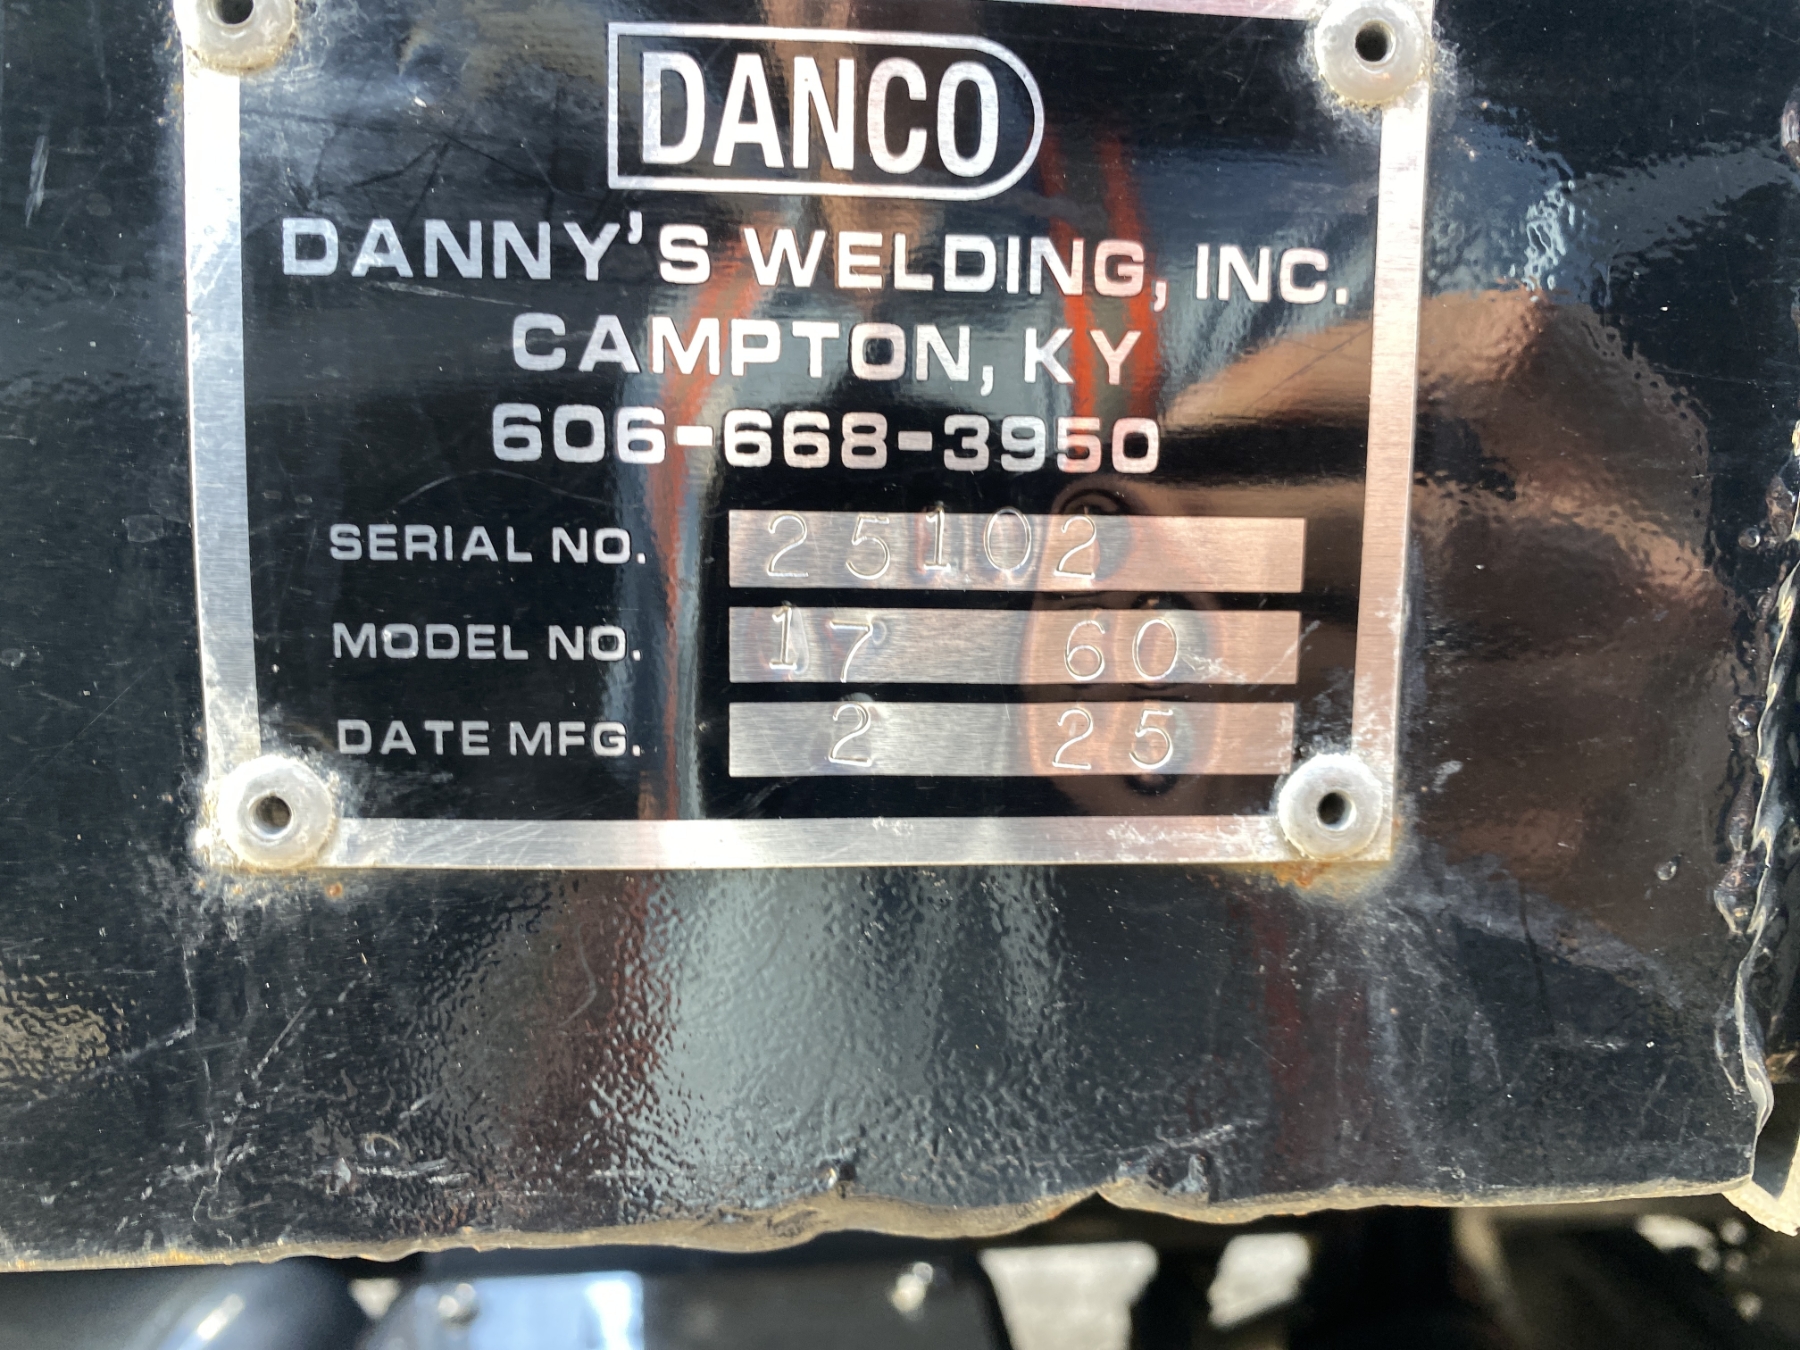 DANCO
DANNY'S WELDING, INC.
CAMPTON, KY
606-668-3950
SERIAL NO. 25102
MODEL NO. 17 60
DATE MFG. 2 25